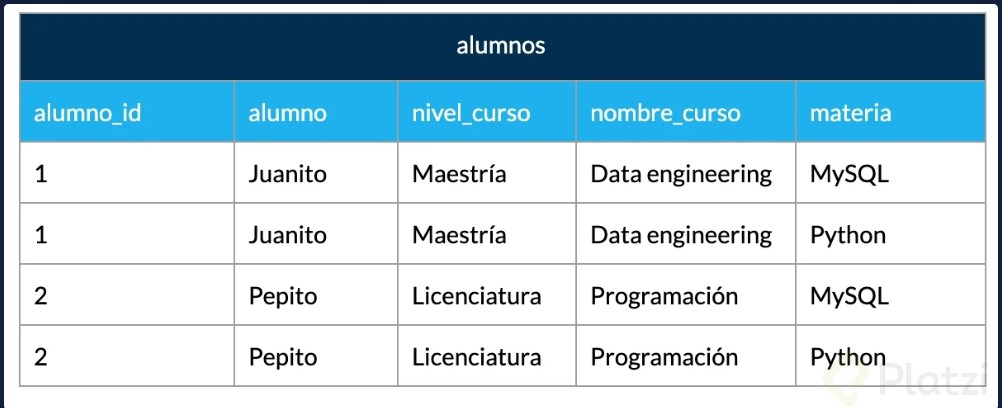 alumnos
alumno_id alumno nivel_curso nombre_curso materia
1 Juanito Maestría Data engineering MySQL
1 Juanito Maestría Data engineering Python
2 Pepito Licenciatura Programación MySQL
2 Pepito Licenciatura Programación Python
Platzi